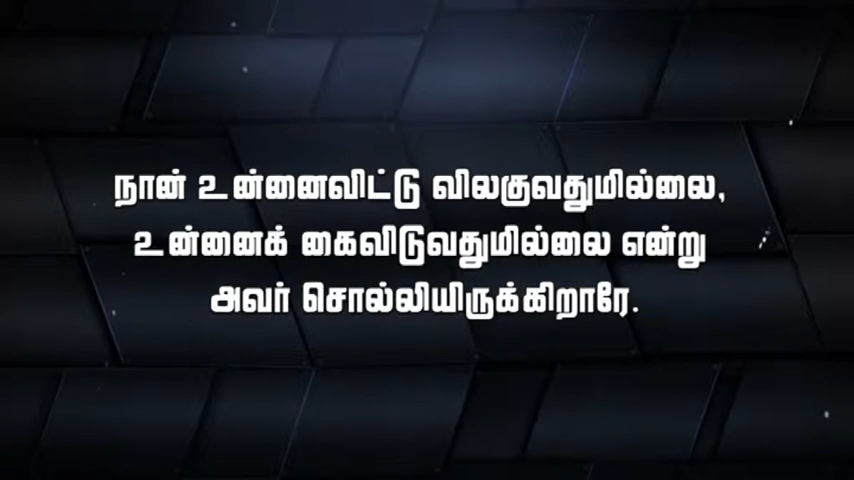 நான் உன்னைவிட்டு விலகுவதுமில்லை,
உன்னைக் கைவிடுவதுமில்லை என்று
அவர் சொல்லியிருக்கிறாரே.